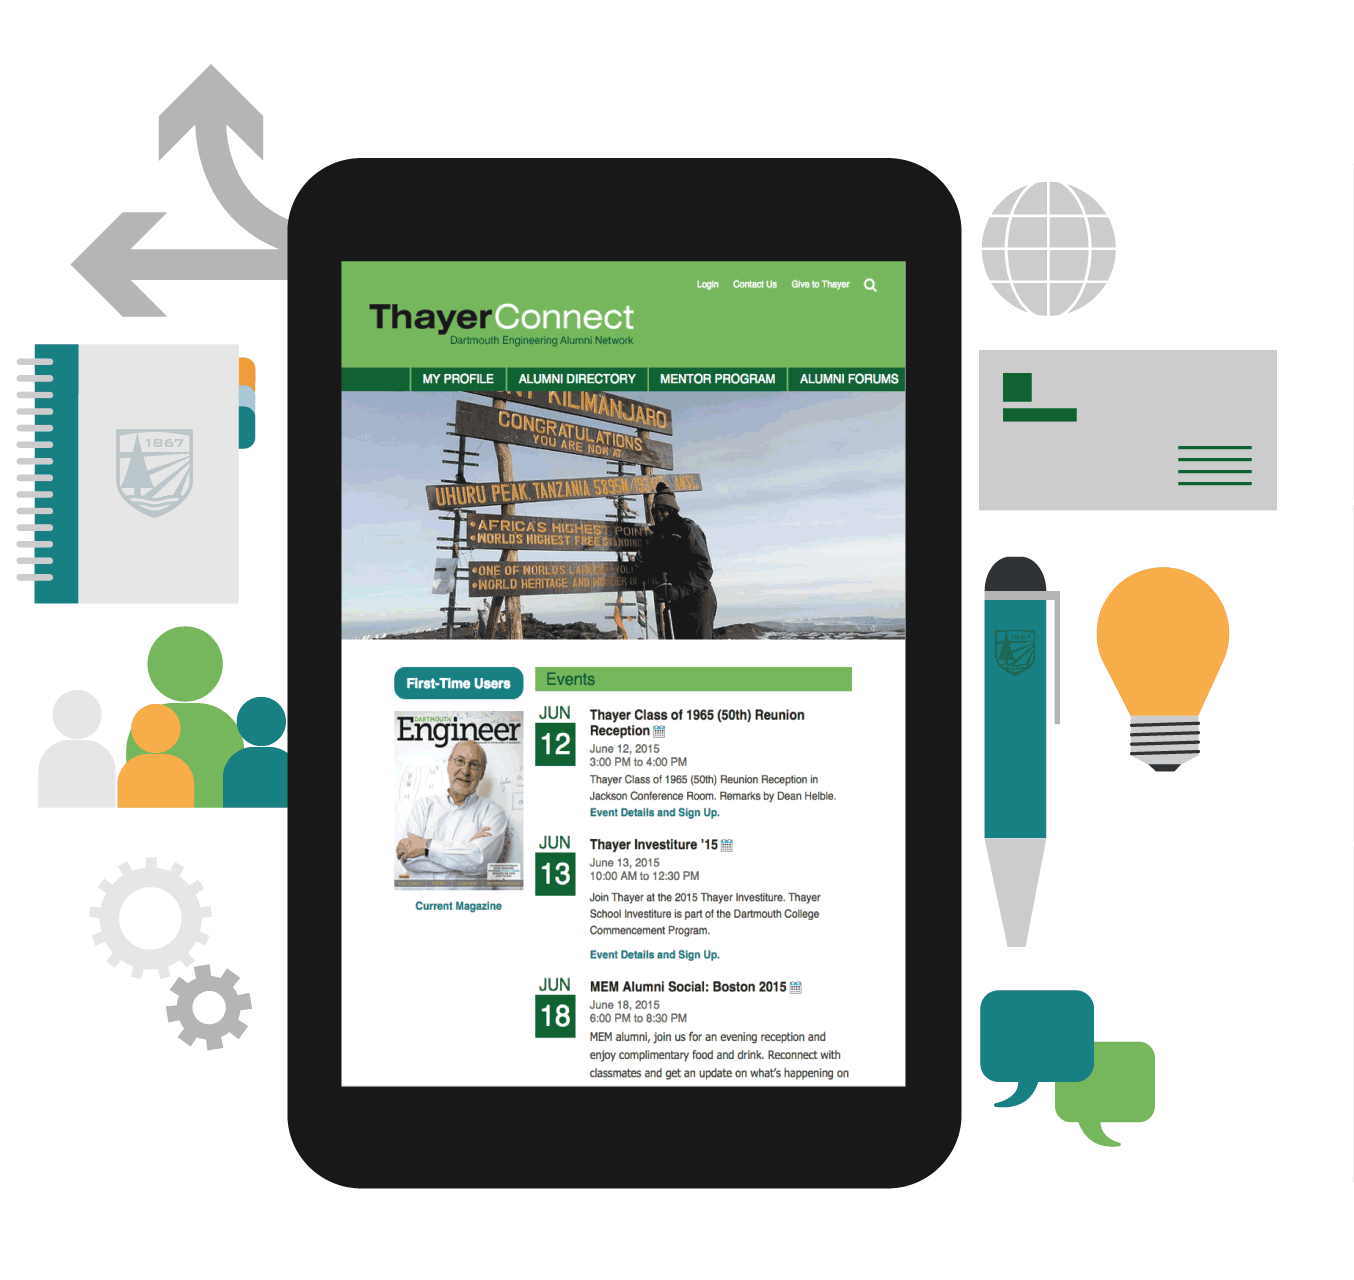 Login Contact Us Give to Thayer
ThayerConnect
Dartmouth Engineering Alumni Network
MY PROFILE ALUMNI DIRECTORY MENTOR PROGRAM ALUMNI FORUMS
KILIMANJARO
CONGRATULATIONS
YOU ARE NOW AT
UHURU PEAK, TANZANIA 5895M AMSL
• AFRICA'S HIGHEST POINT
• WORLDS HIGHEST FREE STANDING
• ONE OF WORLDS
• WORLD HERITAGE AND WONDER OF
1867
First-Time Users
DARTMOUTH
Engineer
Current Magazine
Events
JUN
12
Thayer Class of 1965 (50th) Reunion
Reception
June 12, 2015
3:00 PM to 4:00 PM
Thayer Class of 1965 (50th) Reunion Reception in
Jackson Conference Room. Remarks by Dean Helble.
Event Details and Sign Up.
JUN
13
Thayer Investiture ’15
June 13, 2015
10:00 AM to 12:30 PM
Join Thayer at the 2015 Thayer Investiture. Thayer
School Investiture is part of the Dartmouth College
Commencement Program.
Event Details and Sign Up.
JUN
18
MEM Alumni Social: Boston 2015
June 18, 2015
6:00 PM to 8:30 PM
MEM alumni, join us for an evening reception and
enjoy complimentary food and drink. Reconnect with
classmates and get an update on what’s happening on
1867